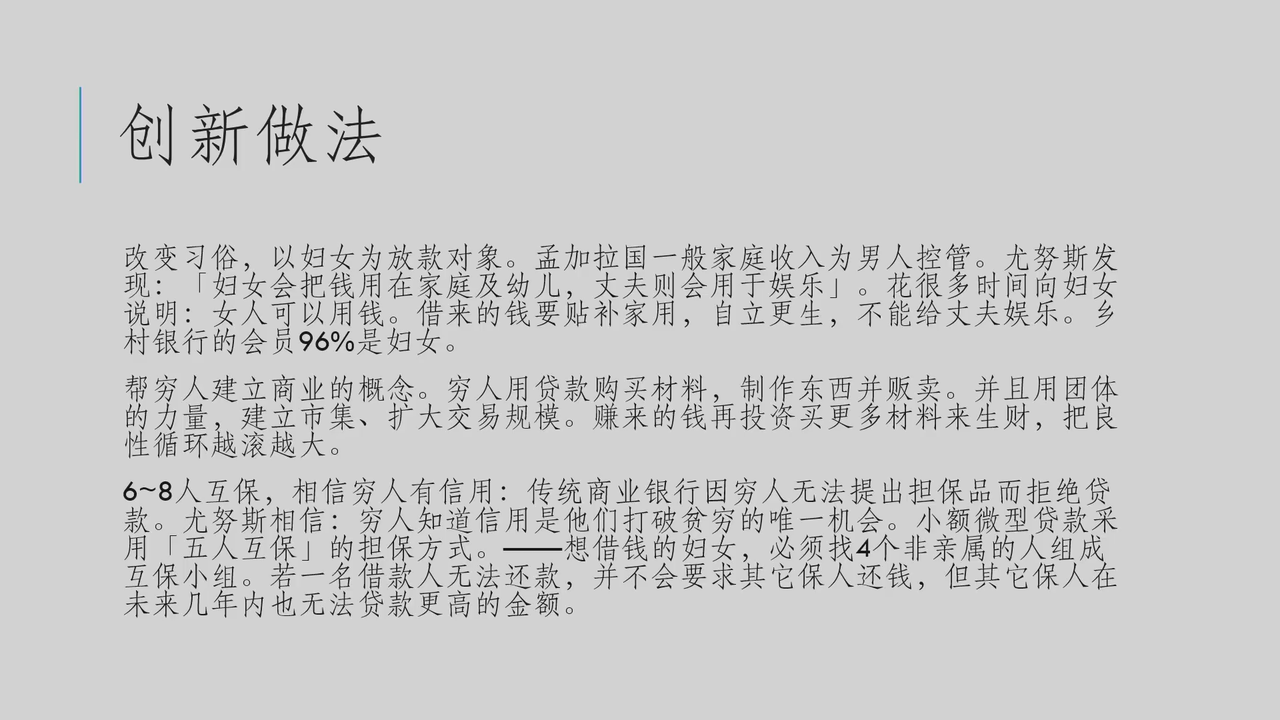 创新做法
改变习俗，以妇女为放款对象。孟加拉国一般家庭收入为男人控管。尤努斯发
现：「妇女会把钱用在家庭及幼儿，丈夫则会用于娱乐」。花很多时间向妇女
说明：女人可以用钱。借来的钱要贴补家用，自立更生，不能给丈夫娱乐。乡
村银行的会员96%是妇女。
帮穷人建立商业的概念。穷人用贷款购买材料，制作东西并贩卖。并且用团体
的力量，建立市集、扩大交易规模。赚来的钱再投资买更多材料来生财，把良
性循环越滚越大。
6~8人互保，相信穷人有信用：传统商业银行因穷人无法提出担保品而拒绝贷
款。尤努斯相信：穷人知道信用是他们打破贫穷的唯一机会。小额微型贷款采
用「五人互保」的担保方式。——想借钱的妇女，必须找4个非亲属的人组成
互保小组。若一名借款人无法还款，并不会要求其它保人还钱，但其它保人在
未来几年内也无法贷款更高的金额。